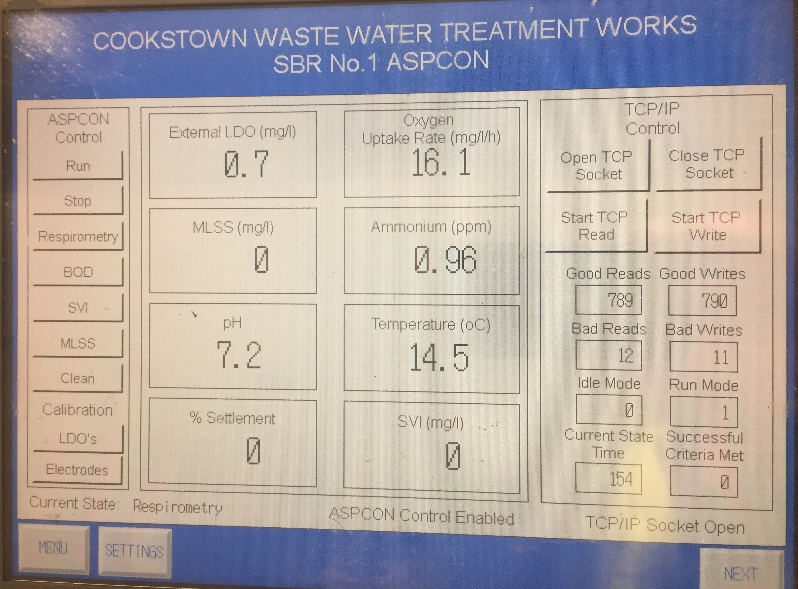 COOKSTOWN WASTE WATER TREATMENT WORKS
SBR No.1 ASPCON
ASPCON
Control
Run
Stop
Respirometry
BOD
SVI
MLSS
Clean
Calibration
LDO's
Electrodes
External LDO (mg/l)
0.7
Oxygen
Uptake Rate (mg/l/h)
16.1
MLSS (mg/l)
0
Ammonium (ppm)
0.96
pH
7.2
Temperature (oC)
14.5
% Settlement
0
SVI (mg/l)
0
TCP/IP
Control
Open TCP
Socket
Close TCP
Socket
Start TCP
Read
Start TCP
Write
Good Reads Good Writes
789 790
Bad Reads Bad Writes
12 11
Idle Mode Run Mode
0 1
Current State Successful
Time Criteria Met
154 0
Current State: Respirometry
ASPCON Control Enabled
TCP/IP Socket Open
MENU
SETTINGS
NEXT